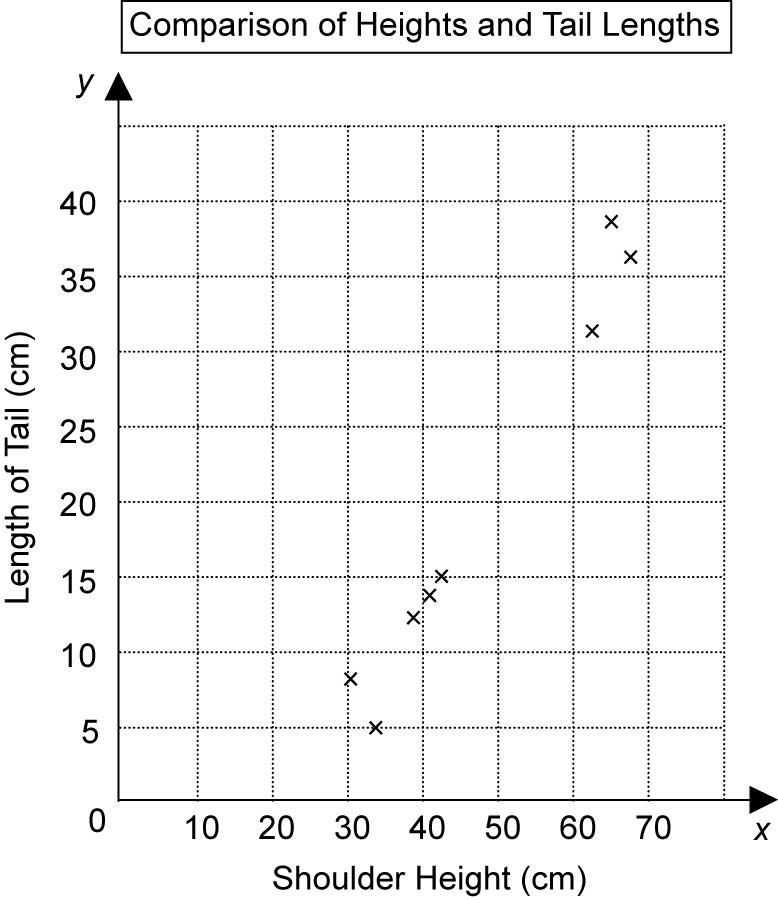 Comparison of Heights and Tail Lengths
y
40
35
30
25
20
15
10
5
0
10 20 30 40 50 60 70
x
Length of Tail (cm)
Shoulder Height (cm)